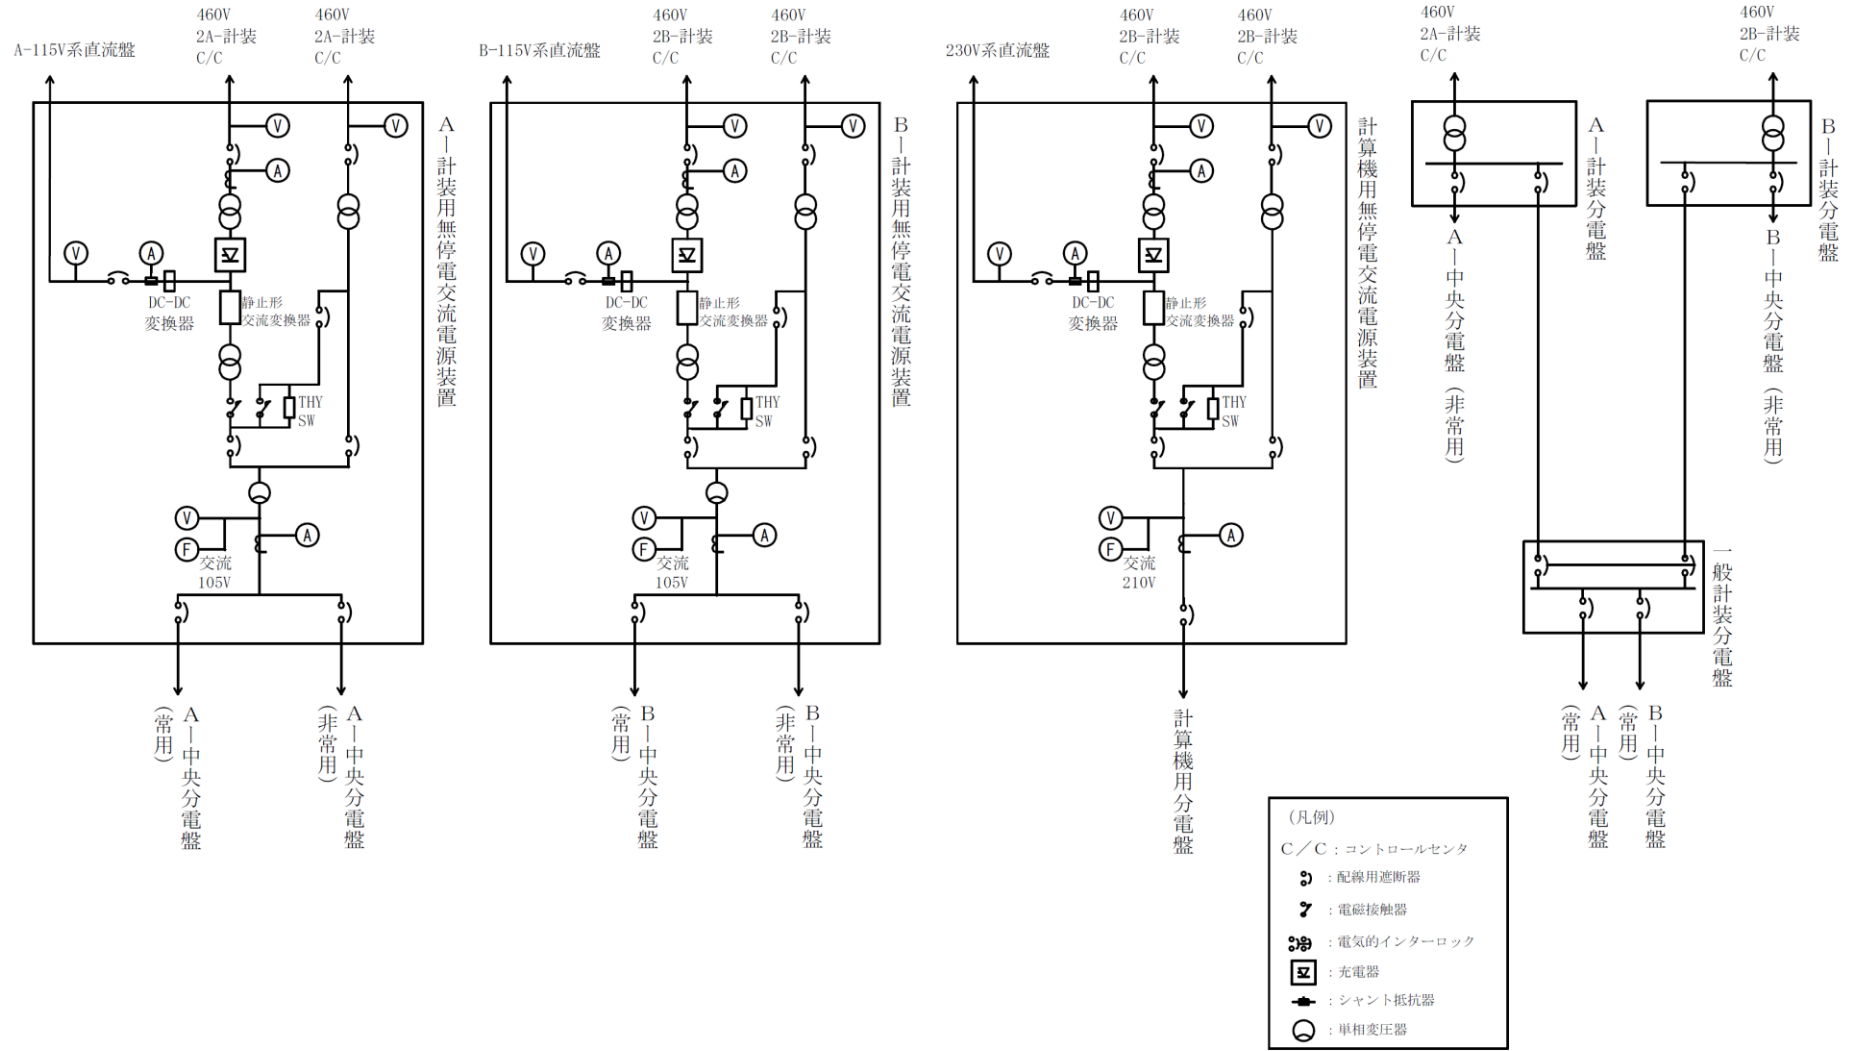 A-115V系直流盤
460V
2A-計装
C/C
460V
2A-計装
C/C
A—計装用無停電交流電源装置
V
V
A
V
A
DC-DC
変換器
静止形
交流変換器
THY
SW
V
F
A
交流
105V
A—中央分電盤
(常用)
A—中央分電盤
(非常用)
B-115V系直流盤
460V
2B-計装
C/C
460V
2B-計装
C/C
B—計装用無停電交流電源装置
V
V
A
V
A
DC-DC
変換器
静止形
交流変換器
THY
SW
V
F
A
交流
105V
B—中央分電盤
(常用)
B—中央分電盤
(非常用)
230V系直流盤
460V
2B-計装
C/C
460V
2B-計装
C/C
計算機用無停電交流電源装置
V
V
A
V
A
DC-DC
変換器
静止形
交流変換器
THY
SW
V
F
A
交流
210V
計算機用分電盤
460V
2A-計装
C/C
A—計装分電盤
A—中央分電盤(非常用)
460V
2B-計装
C/C
B—計装分電盤
B—中央分電盤(非常用)
一般計装分電盤
A—中央分電盤
(常用)
B—中央分電盤
(常用)
(凡例)
C/C:コントロールセンタ
:配線用遮断器
:電磁接触器
:電気的インターロック
:充電器
:シャント抵抗器
:単相変圧器